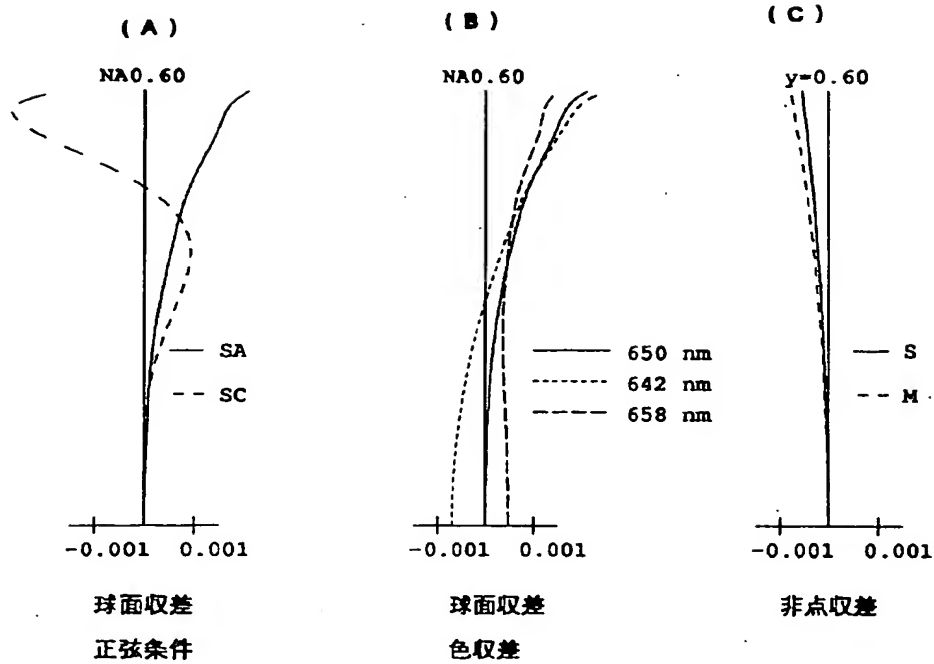 (A)
NA0.60
SA
SC
-0.001 0.001
球面収差
正弦条件
(B)
NA0.60
650 nm
642 nm
658 nm
-0.001 0.001
球面収差
色収差
(C)
y=0.60
S
M
-0.001 0.001
非点収差